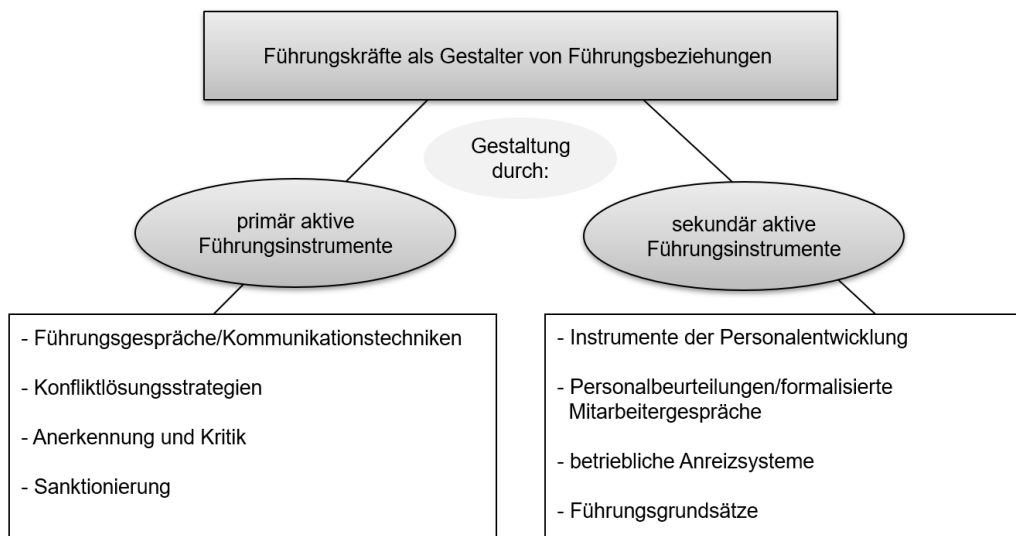 Führungskräfte als Gestalter von Führungsbeziehungen
Gestaltung
durch:
primär aktive
Führungsinstrumente
sekundär aktive
Führungsinstrumente
- Führungsgespräche/Kommunikationstechniken
- Konfliktlösungsstrategien
- Anerkennung und Kritik
- Sanktionierung
- Instrumente der Personalentwicklung
- Personalbeurteilungen/formalisierte
Mitarbeitergespräche
- betriebliche Anreizsysteme
- Führungsgrundsätze